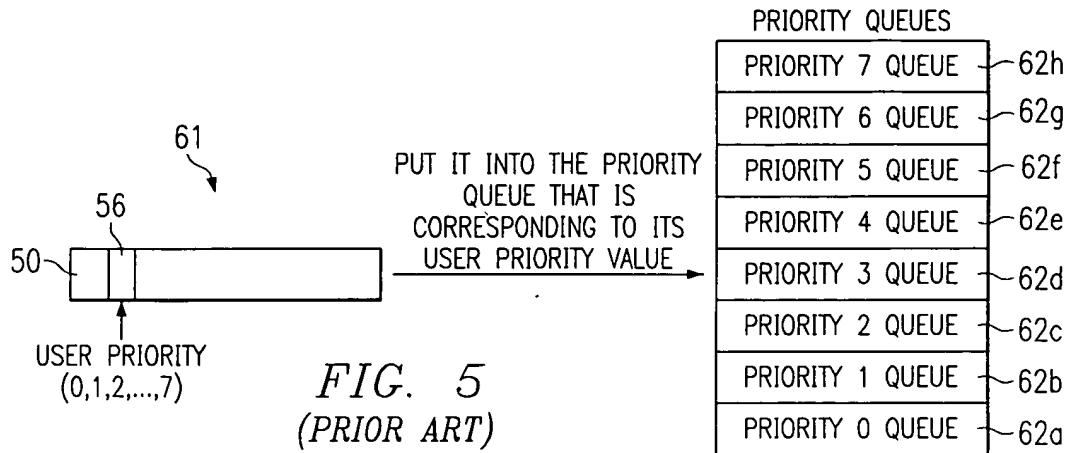 PRIORITY QUEUES
PRIORITY 7 QUEUE 62h
PRIORITY 6 QUEUE 62g
PRIORITY 5 QUEUE 62f
PRIORITY 4 QUEUE 62e
PRIORITY 3 QUEUE 62d
PRIORITY 2 QUEUE 62c
PRIORITY 1 QUEUE 62b
PRIORITY 0 QUEUE 62a
61
56
50
USER PRIORITY
(0,1,2,...,7)
PUT IT INTO THE PRIORITY
QUEUE THAT IS
CORRESPONDING TO ITS
USER PRIORITY VALUE
FIG. 5
(PRIOR ART)